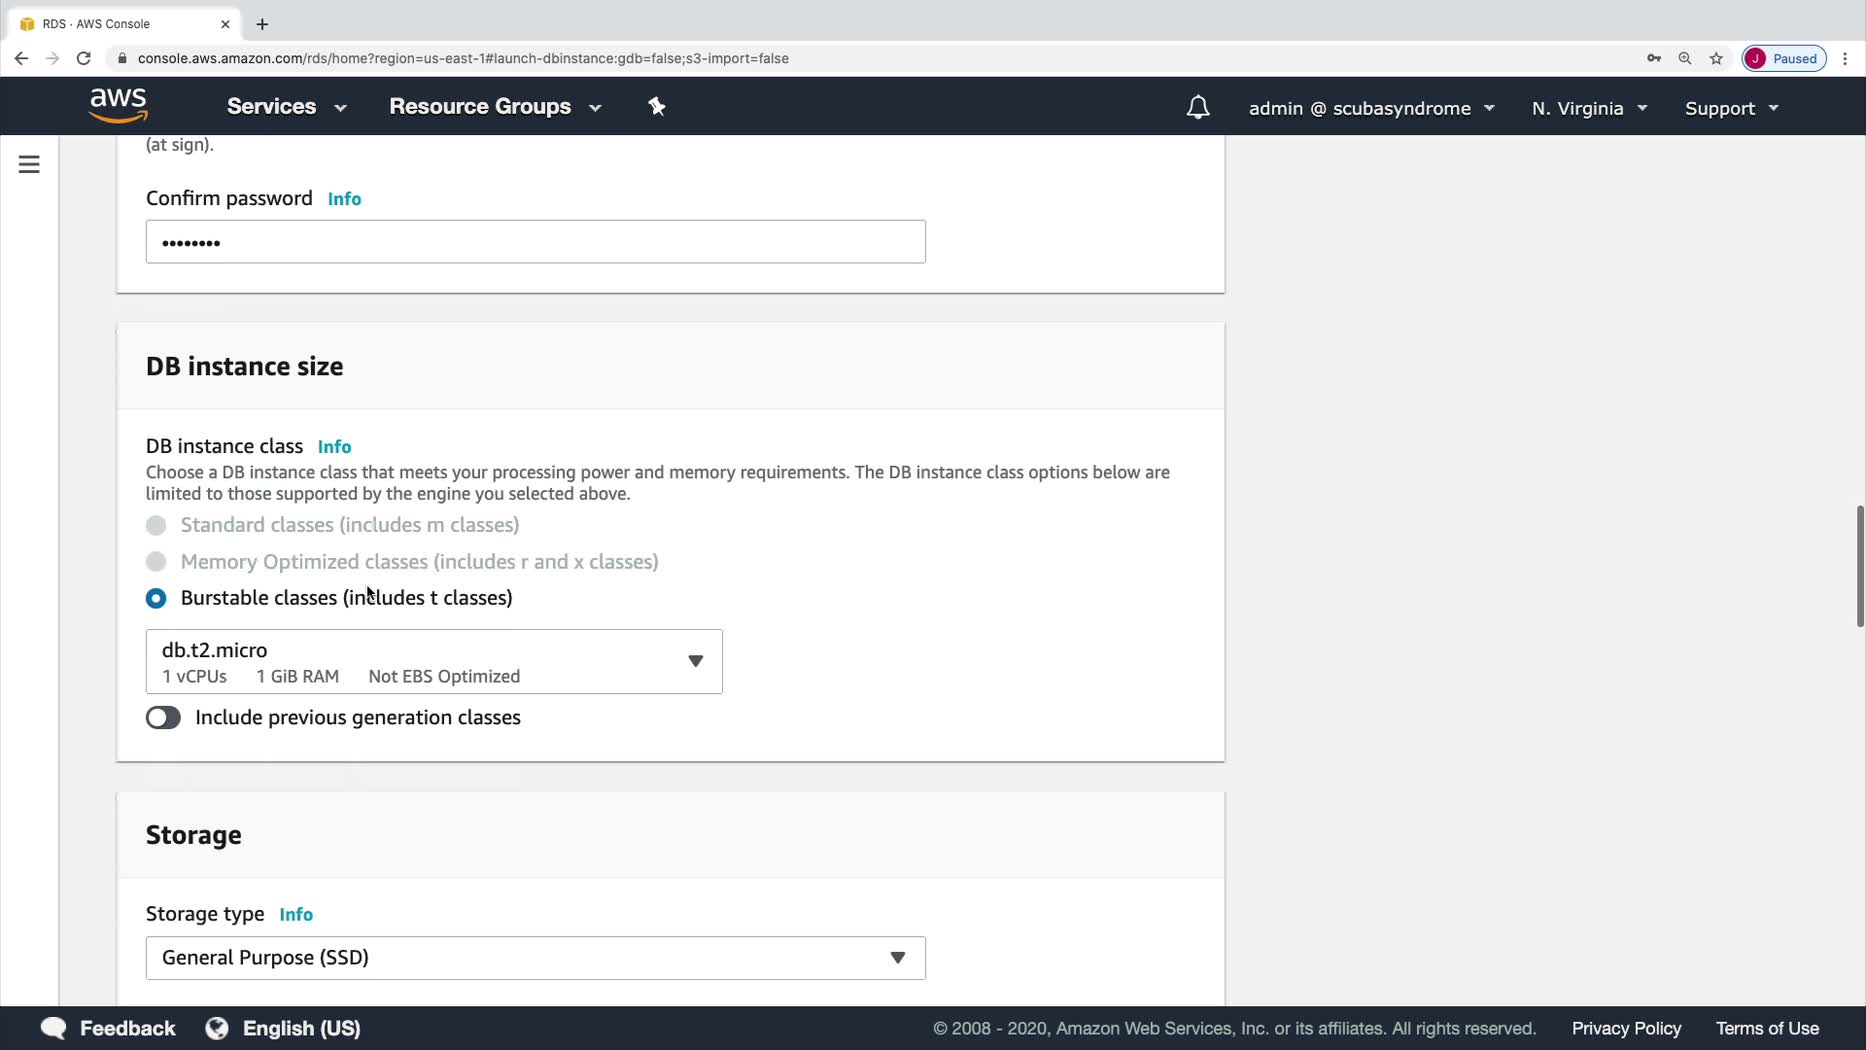 RDS · AWS Console
console.aws.amazon.com/rds/home?region=us-east-1#launch-dbinstance:gdb=false;s3-import=false
J Paused
aws Services Resource Groups admin @ scubasyndrome N. Virginia Support
(at sign).
Confirm password Info
••••••••
DB instance size
DB instance class Info
Choose a DB instance class that meets your processing power and memory requirements. The DB instance class options below are
limited to those supported by the engine you selected above.
Standard classes (includes m classes)
Memory Optimized classes (includes r and x classes)
Burstable classes (includes t classes)
db.t2.micro
1 vCPUs 1 GiB RAM Not EBS Optimized
Include previous generation classes
Storage
Storage type Info
General Purpose (SSD)
Feedback English (US) © 2008 - 2020, Amazon Web Services, Inc. or its affiliates. All rights reserved. Privacy Policy Terms of Use